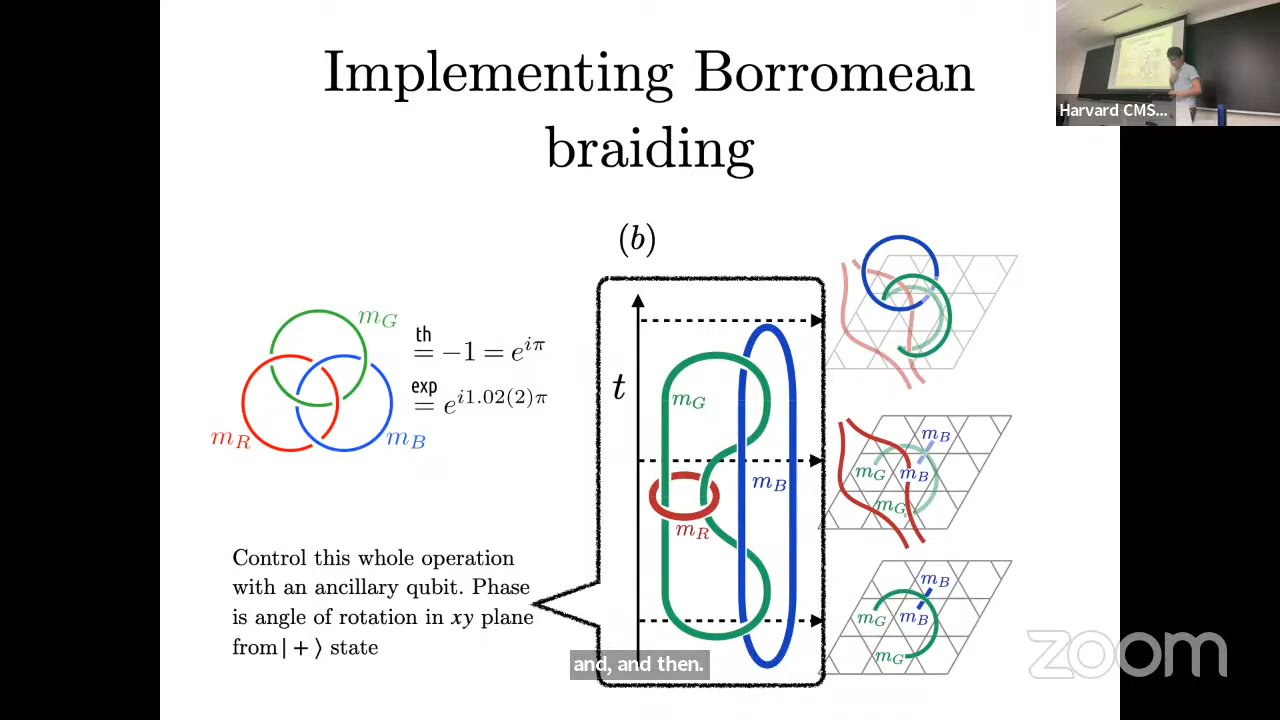 Implementing Borromean
braiding
Harvard CMS...
(b)
m_G
th
= -1 = e^{iπ}
exp
= e^{i1.02(2)π}
m_R
m_B
Control this whole operation
with an ancillary qubit. Phase
is angle of rotation in xy plane
from | + ⟩ state
t
m_G
m_B
m_R
m_B
m_G
m_B
m_G
m_B
m_G
m_B
m_G
and, and then.
zoom